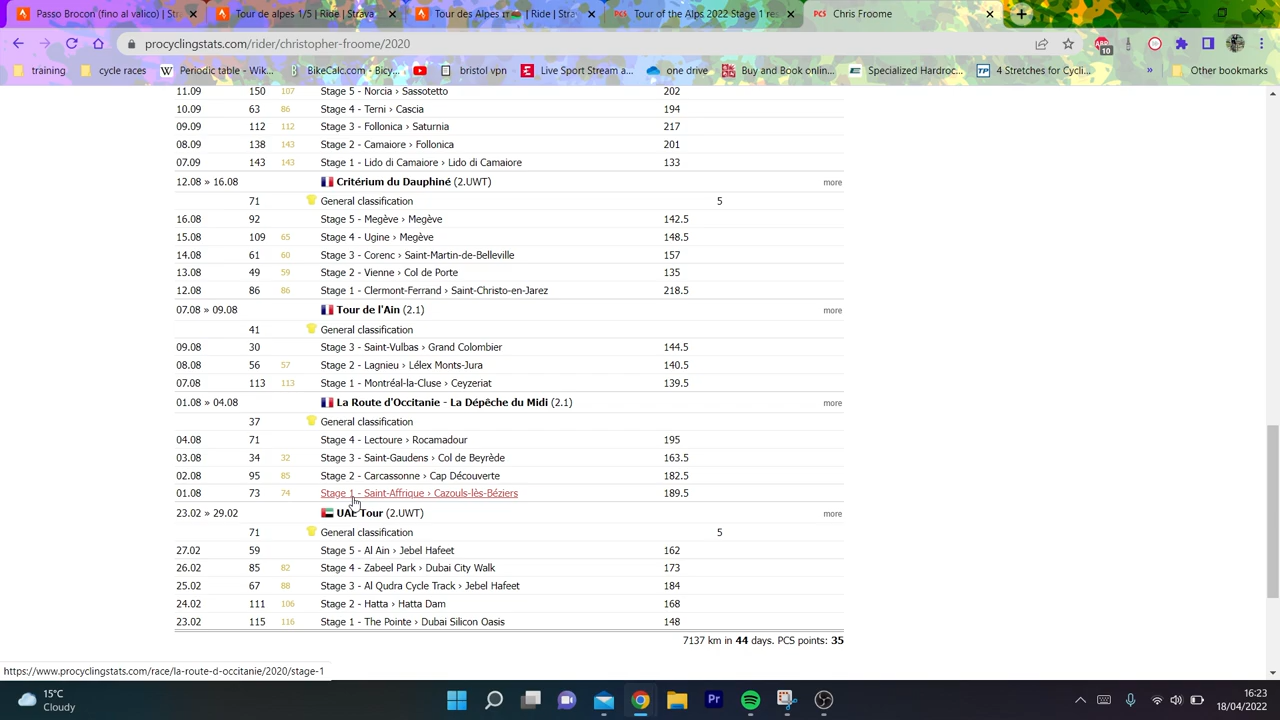 Passo Brocon (fino al valico) | Str
Tour de alpes 1/5 | Ride | Strava
Tour des Alpes | Ride | Strava
PCS Tour of the Alps 2022 Stage 1 res
PCS Chris Froome
procyclingstats.com/rider/christopher-froome/2020
training cycle races Periodic table - Wik... BikeCalc.com - Bicy... bristol vpn Live Sport Stream a... one drive Buy and Book onlin... Specialized Hardroc... 4 Stretches for Cycli... » Other bookmarks
11.09 150 107 Stage 5 - Norcia › Sassotetto 202
10.09 63 86 Stage 4 - Terni › Cascia 194
09.09 112 112 Stage 3 - Follonica › Saturnia 217
08.09 138 143 Stage 2 - Camaiore › Follonica 201
07.09 143 143 Stage 1 - Lido di Camaiore › Lido di Camaiore 133
12.08 » 16.08 Critérium du Dauphiné (2.UWT) more
71 General classification 5
16.08 92 Stage 5 - Megève › Megève 142.5
15.08 109 65 Stage 4 - Ugine › Megève 148.5
14.08 61 60 Stage 3 - Corenc › Saint-Martin-de-Belleville 157
13.08 49 59 Stage 2 - Vienne › Col de Porte 135
12.08 86 86 Stage 1 - Clermont-Ferrand › Saint-Christo-en-Jarez 218.5
07.08 » 09.08 Tour de l'Ain (2.1) more
41 General classification
09.08 30 Stage 3 - Saint-Vulbas › Grand Colombier 144.5
08.08 56 57 Stage 2 - Lagnieu › Lélex Monts-Jura 140.5
07.08 113 113 Stage 1 - Montréal-la-Cluse › Ceyzeriat 139.5
01.08 » 04.08 La Route d'Occitanie - La Dépêche du Midi (2.1) more
37 General classification
04.08 71 Stage 4 - Lectoure › Rocamadour 195
03.08 34 32 Stage 3 - Saint-Gaudens › Col de Beyrède 163.5
02.08 95 85 Stage 2 - Carcassonne › Cap Découverte 182.5
01.08 73 74 Stage 1 - Saint-Affrique › Cazouls-lès-Béziers 189.5
23.02 » 29.02 UAE Tour (2.UWT) more
71 General classification 5
27.02 59 Stage 5 - Al Ain › Jebel Hafeet 162
26.02 85 82 Stage 4 - Zabeel Park › Dubai City Walk 173
25.02 67 88 Stage 3 - Al Qudra Cycle Track › Jebel Hafeet 184
24.02 111 106 Stage 2 - Hatta › Hatta Dam 168
23.02 115 116 Stage 1 - The Pointe › Dubai Silicon Oasis 148
7137 km in 44 days. PCS points: 35
https://www.procyclingstats.com/race/la-route-d-occitanie/2020/stage-1
15°C
Cloudy
16:23
18/04/2022